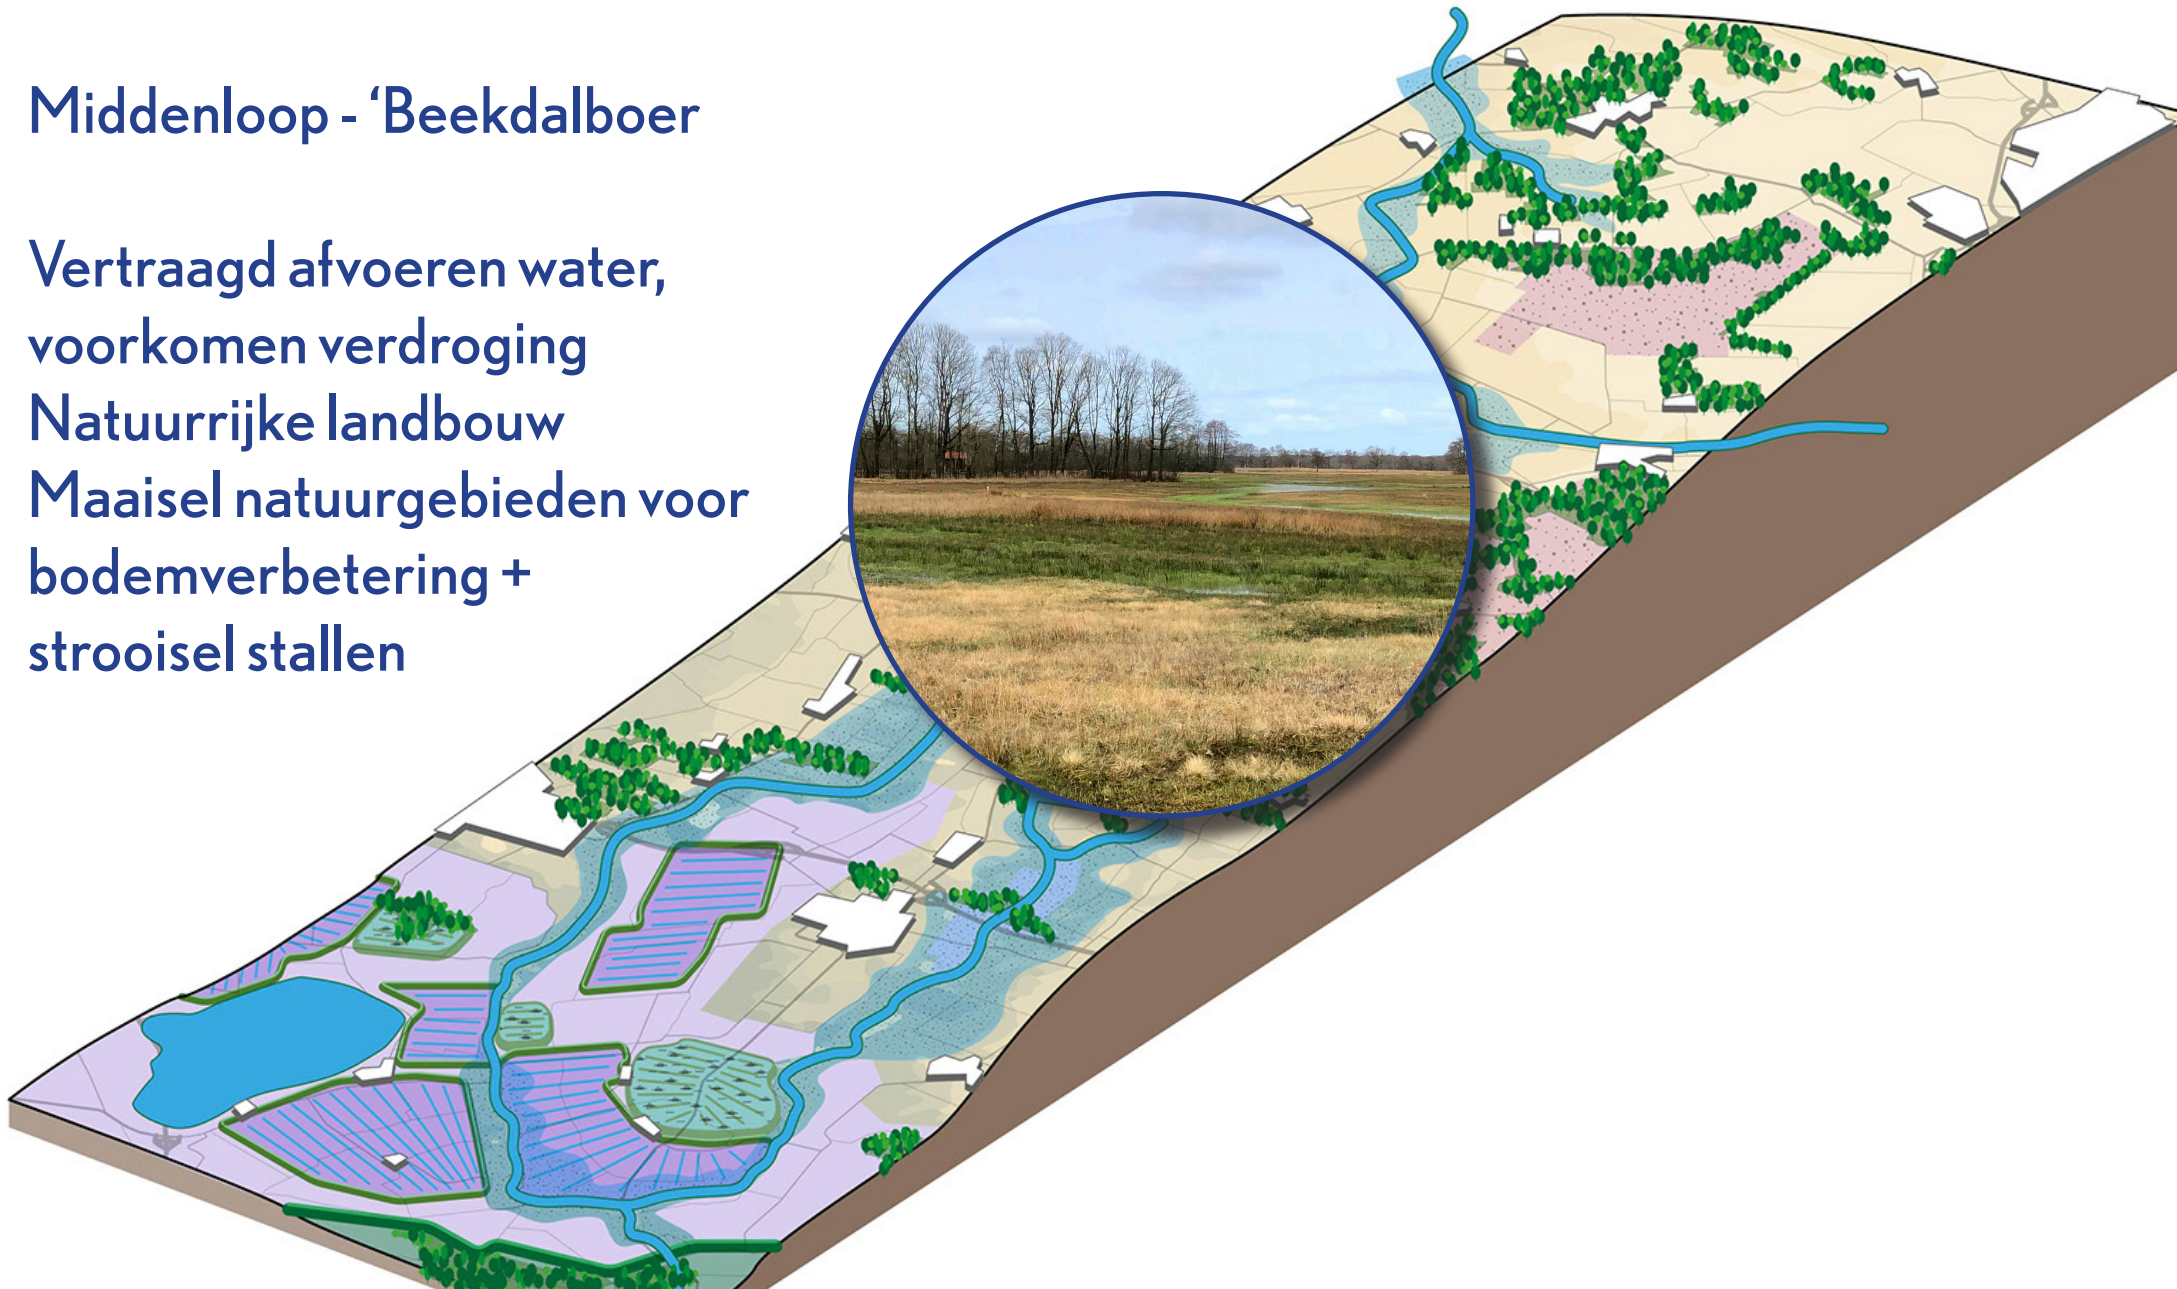 Middenloop - ‘Beekdalboer
Vertraagd afvoeren water,
voorkomen verdroging
Natuurrijke landbouw
Maaisel natuurgebieden voor
bodemverbetering +
strooisel stallen